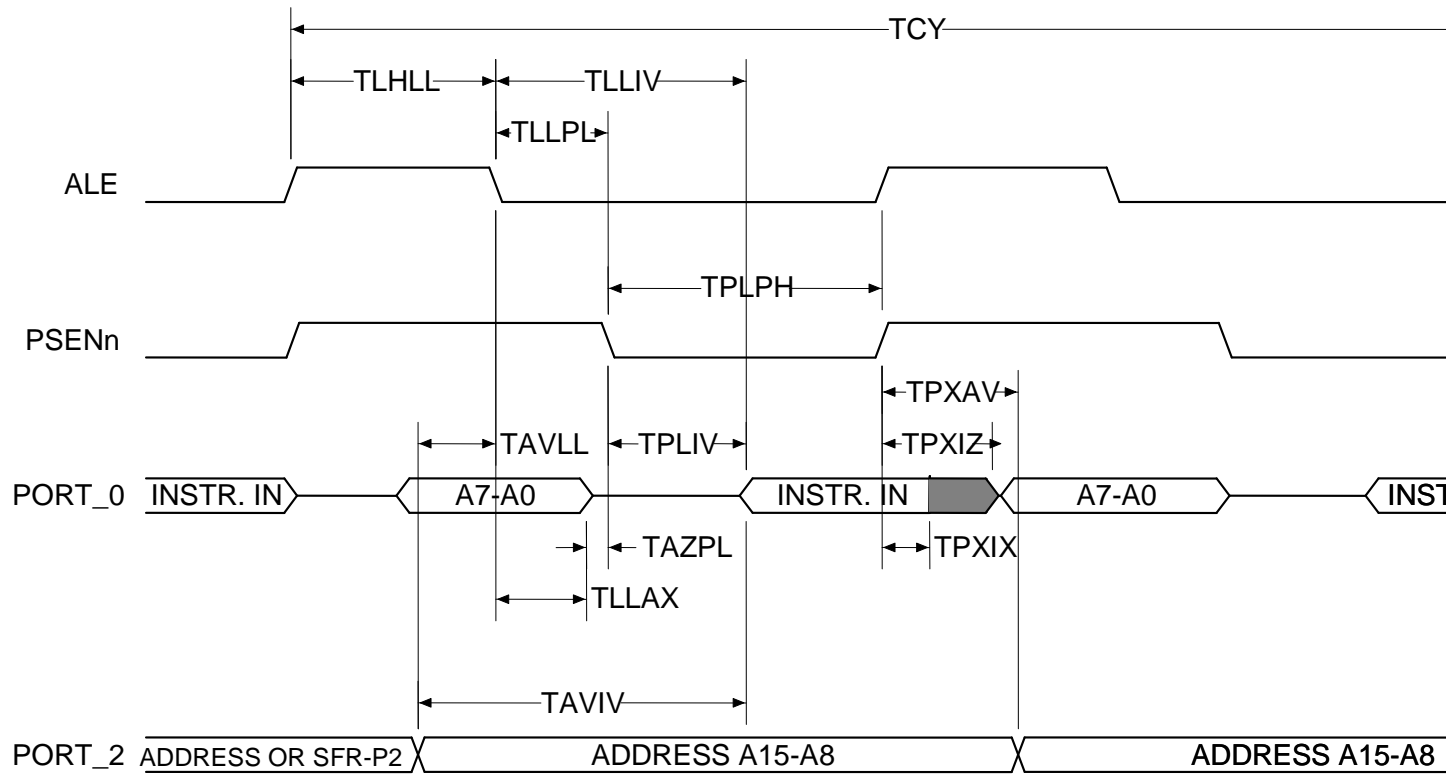 TCY
TLHLL TLLIV
TLLPL
ALE
TPLPH
PSENn
TPXAV
TAVLL TPLIV TPXIZ
PORT_0 INSTR. IN A7-A0 INSTR. IN A7-A0 INST
TAZPL TPXIX
TLLAX
TAVIV
PORT_2 ADDRESS OR SFR-P2 ADDRESS A15-A8 ADDRESS A15-A8